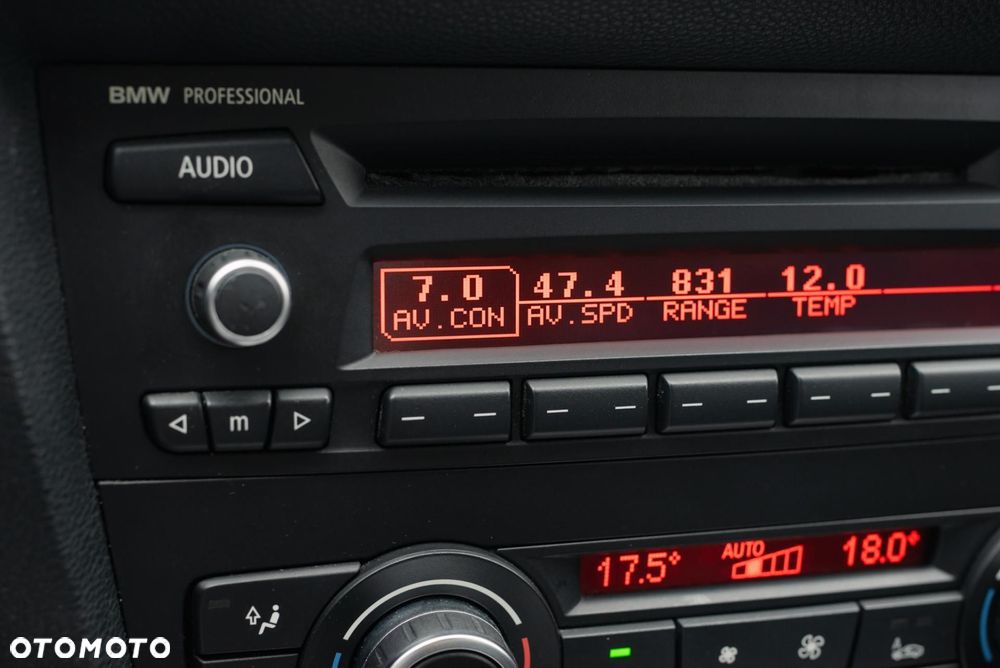 BMW PROFESSIONAL
AUDIO
7.0 47.4 831 12.0
AV.CON AV.SPD RANGE TEMP
m
AUTO
17.5° 18.0°
OTOMOTO